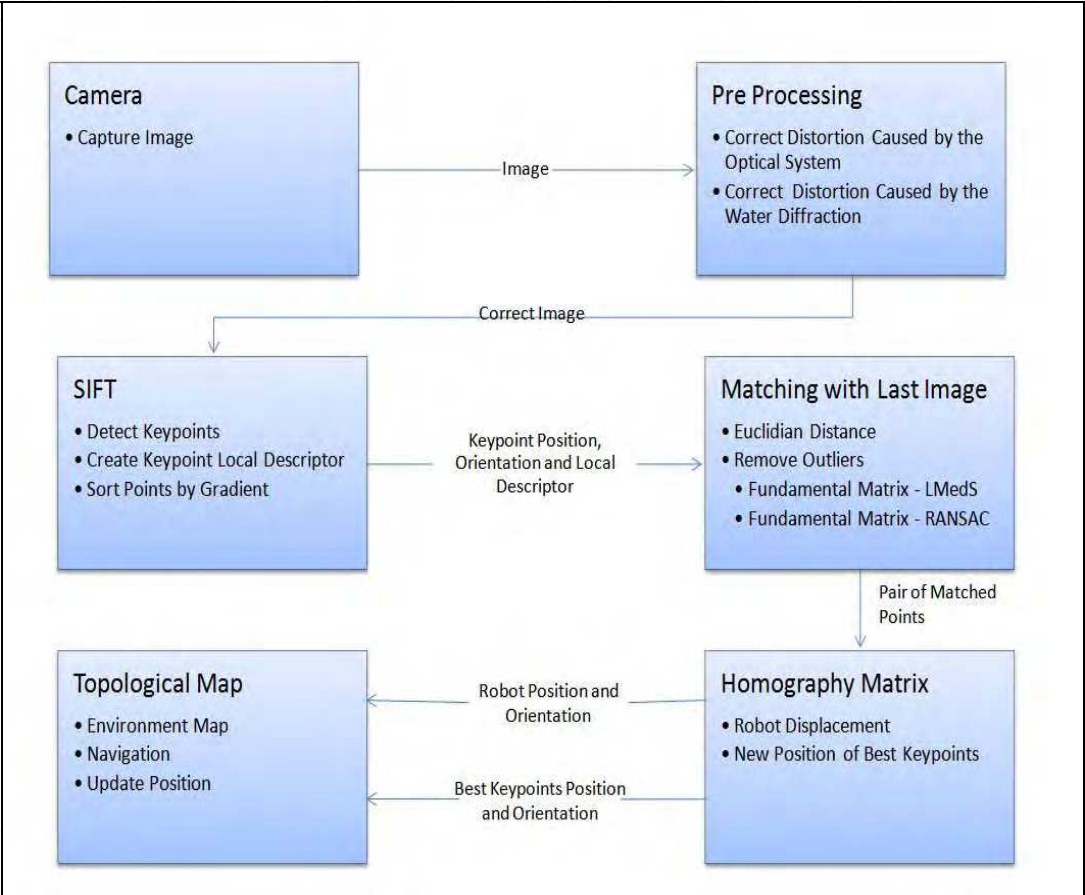 Camera
• Capture Image
Image
Pre Processing
• Correct Distortion Caused by the
Optical System
• Correct Distortion Caused by the
Water Diffraction
Correct Image
SIFT
• Detect Keypoints
• Create Keypoint Local Descriptor
• Sort Points by Gradient
Keypoint Position,
Orientation and Local
Descriptor
Matching with Last Image
• Euclidian Distance
• Remove Outliers
• Fundamental Matrix - LMedS
• Fundamental Matrix - RANSAC
Pair of Matched
Points
Homography Matrix
• Robot Displacement
• New Position of Best Keypoints
Robot Position and
Orientation
Best Keypoints Position
and Orientation
Topological Map
• Environment Map
• Navigation
• Update Position